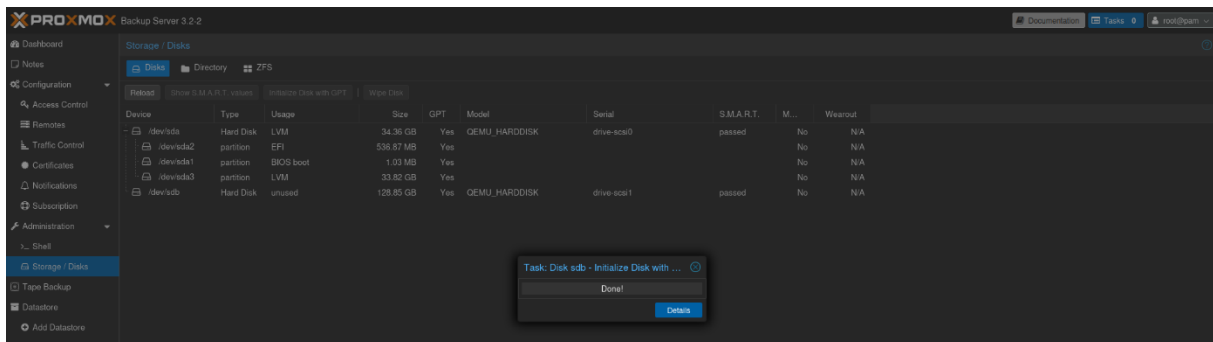 PROXMOX Backup Server 3.2-2 Documentation Tasks 0 root@pam
Dashboard
Notes
Configuration
Access Control
Remotes
Traffic Control
Certificates
Notifications
Subscription
Administration
Shell
Storage / Disks
Tape Backup
Datastore
Add Datastore
Storage / Disks
Disks Directory ZFS
Reload Show S.M.A.R.T. values Initialize Disk with GPT Wipe Disk
Device Type Usage Size GPT Model Serial S.M.A.R.T. M... Wearout
/dev/sda Hard Disk LVM 34.36 GB Yes QEMU_HARDDISK drive-scsi0 passed No N/A
/dev/sda2 partition EFI 536.87 MB Yes No N/A
/dev/sda1 partition BIOS boot 1.03 MB Yes No N/A
/dev/sda3 partition LVM 33.82 GB Yes No N/A
/dev/sdb Hard Disk unused 128.85 GB Yes QEMU_HARDDISK drive-scsi1 passed No N/A
Task: Disk sdb - Initialize Disk with ...
Done!
Details